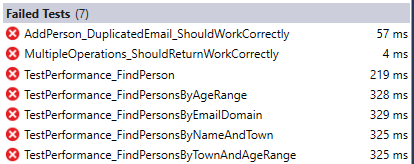 Failed Tests (7)
AddPerson_DuplicatedEmail_ShouldWorkCorrectly 57 ms
MultipleOperations_ShouldReturnWorkCorrectly 4 ms
TestPerformance_FindPerson 219 ms
TestPerformance_FindPersonsByAgeRange 328 ms
TestPerformance_FindPersonsByEmailDomain 329 ms
TestPerformance_FindPersonsByNameAndTown 325 ms
TestPerformance_FindPersonsByTownAndAgeRange 325 ms